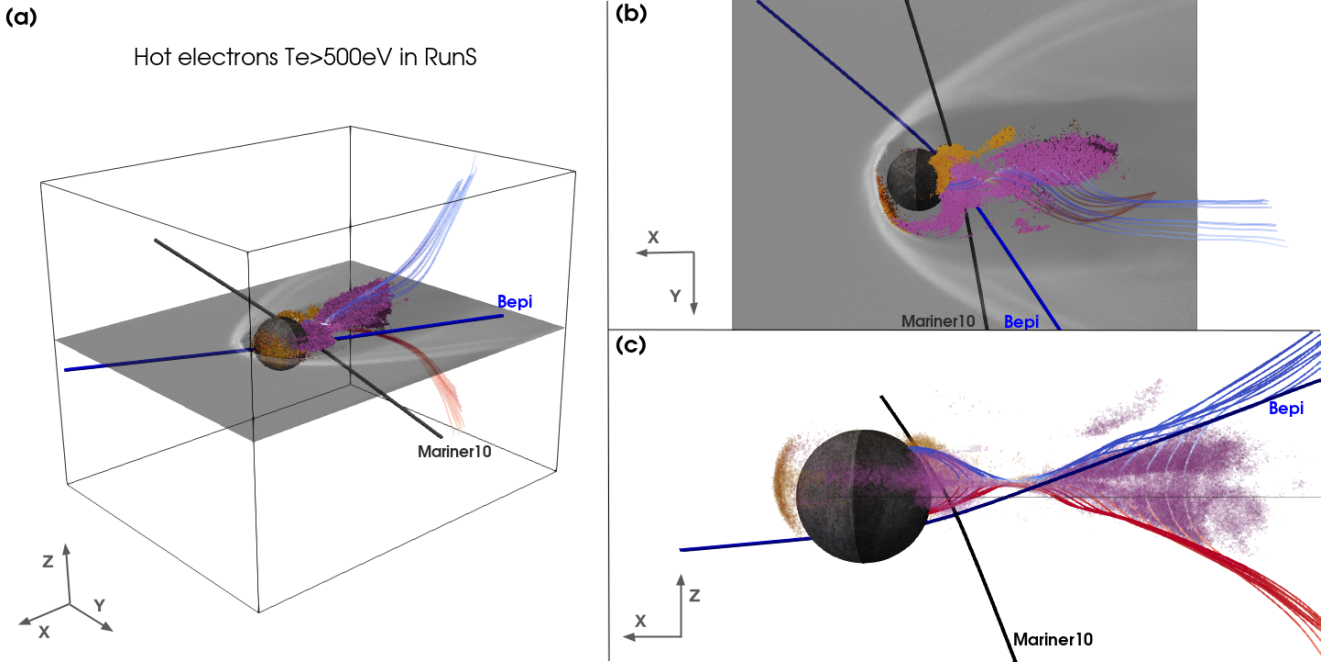 (a)
Hot electrons Te>500eV in RunS
Bepi
Mariner10
Z
Y
X
(b)
X
Y
Mariner10
Bepi
(c)
Bepi
X
Z
Mariner10